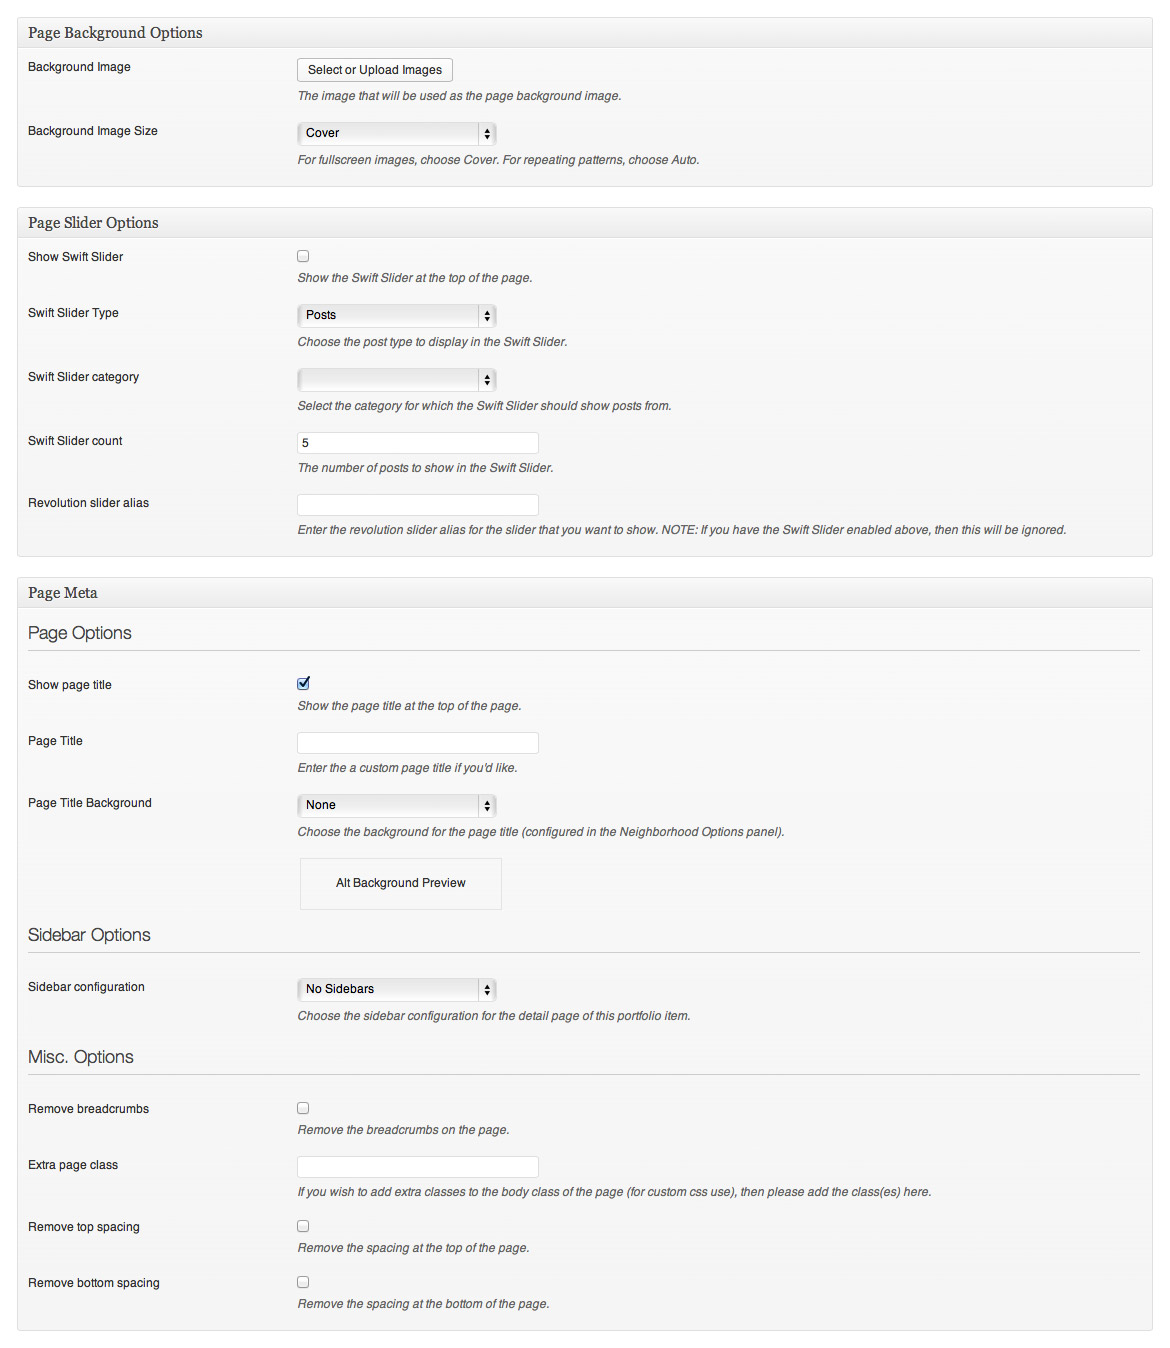 Page Background Options
Background Image
Select or Upload Images
The image that will be used as the page background image.
Background Image Size
Cover
For fullscreen images, choose Cover. For repeating patterns, choose Auto.
Page Slider Options
Show Swift Slider
Show the Swift Slider at the top of the page.
Swift Slider Type
Posts
Choose the post type to display in the Swift Slider.
Swift Slider category
Select the category for which the Swift Slider should show posts from.
Swift Slider count
5
The number of posts to show in the Swift Slider.
Revolution slider alias
Enter the revolution slider alias for the slider that you want to show. NOTE: If you have the Swift Slider enabled above, then this will be ignored.
Page Meta
Page Options
Show page title
Show the page title at the top of the page.
Page Title
Enter the a custom page title if you'd like.
Page Title Background
None
Choose the background for the page title (configured in the Neighborhood Options panel).
Alt Background Preview
Sidebar Options
Sidebar configuration
No Sidebars
Choose the sidebar configuration for the detail page of this portfolio item.
Misc. Options
Remove breadcrumbs
Remove the breadcrumbs on the page.
Extra page class
If you wish to add extra classes to the body class of the page (for custom css use), then please add the class(es) here.
Remove top spacing
Remove the spacing at the top of the page.
Remove bottom spacing
Remove the spacing at the bottom of the page.